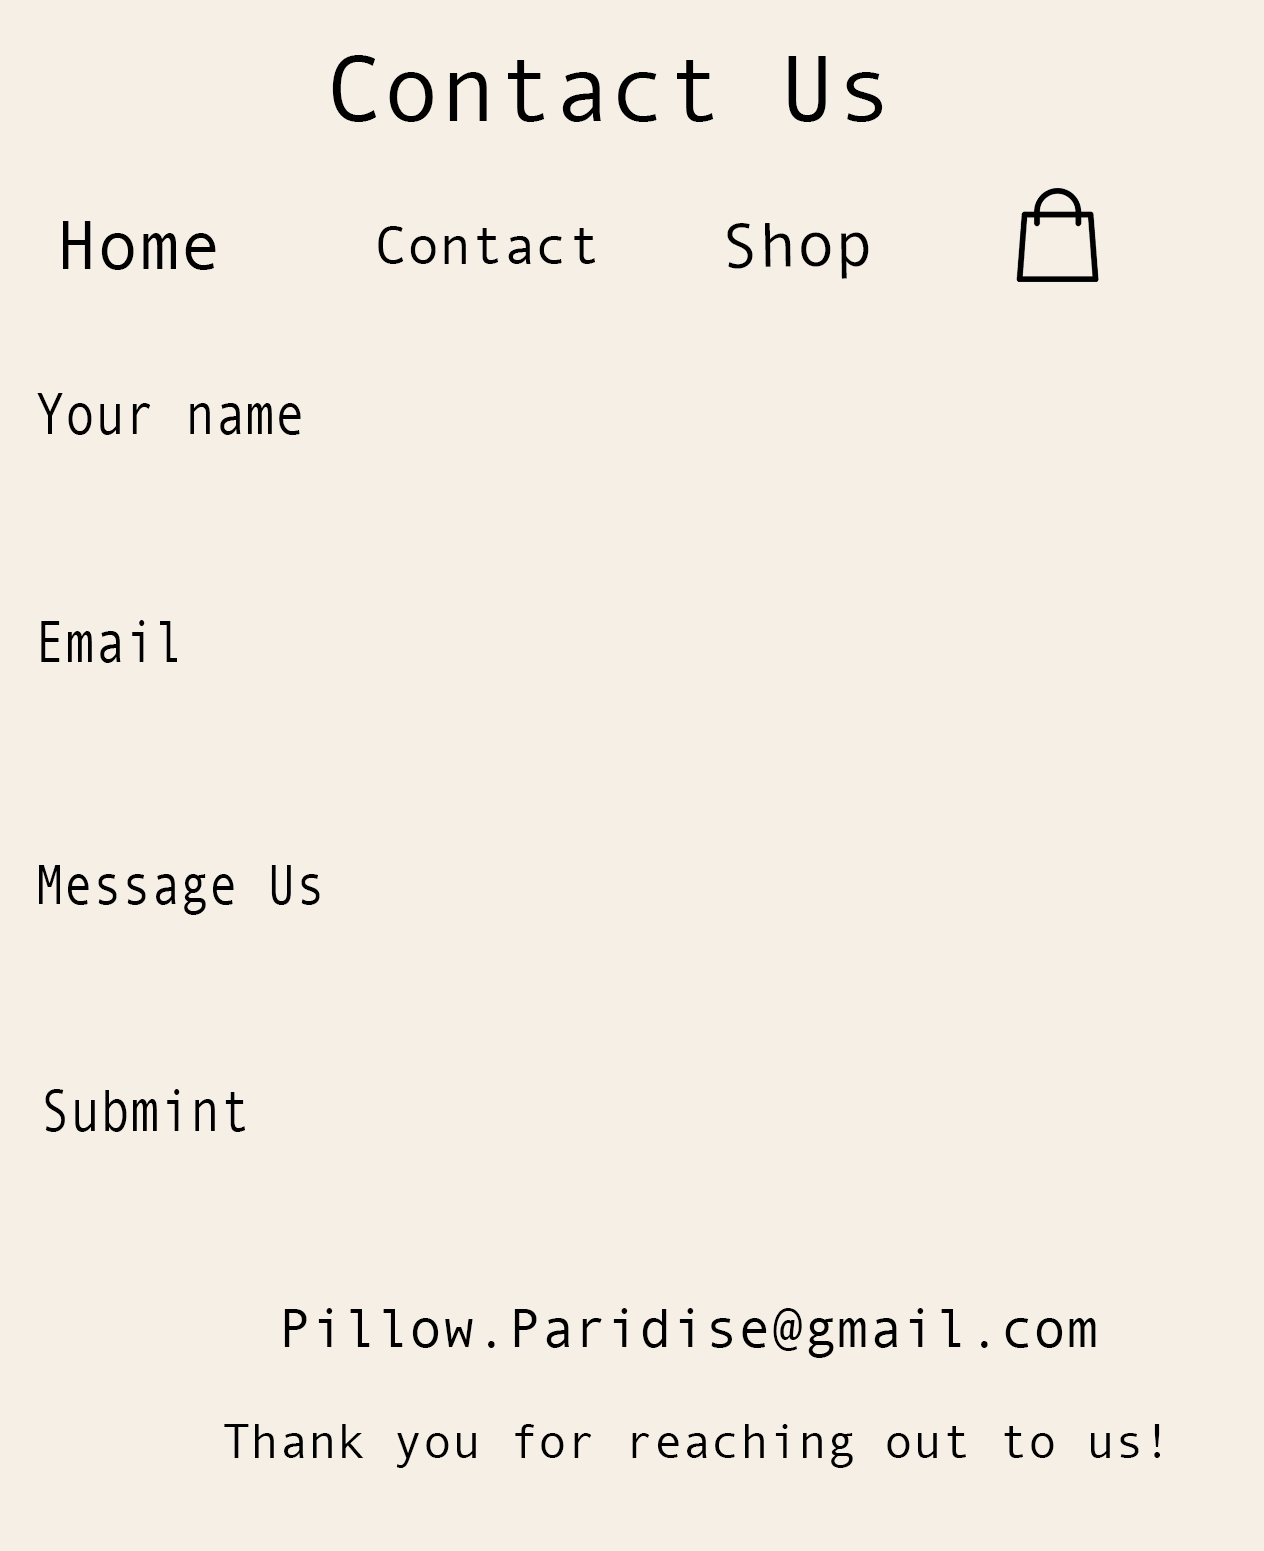 Contact Us
Home Contact Shop
Your name
Email
Message Us
Submint
Pillow.Paridise@gmail.com
Thank you for reaching out to us!